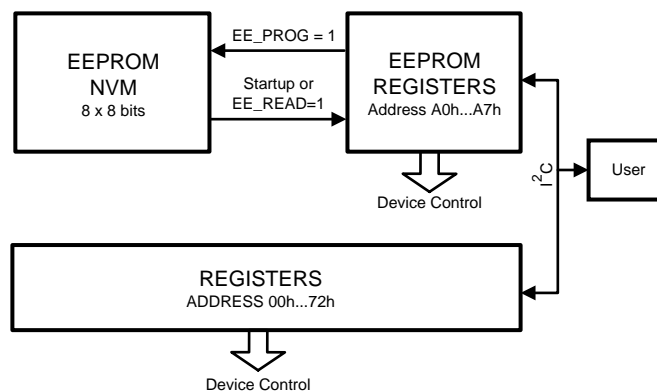 EE_PROG = 1
EEPROM
NVM
8 x 8 bits
Startup or
EE_READ=1
EEPROM
REGISTERS
Address A0h...A7h
Device Control
I²C
User
REGISTERS
ADDRESS 00h...72h
Device Control